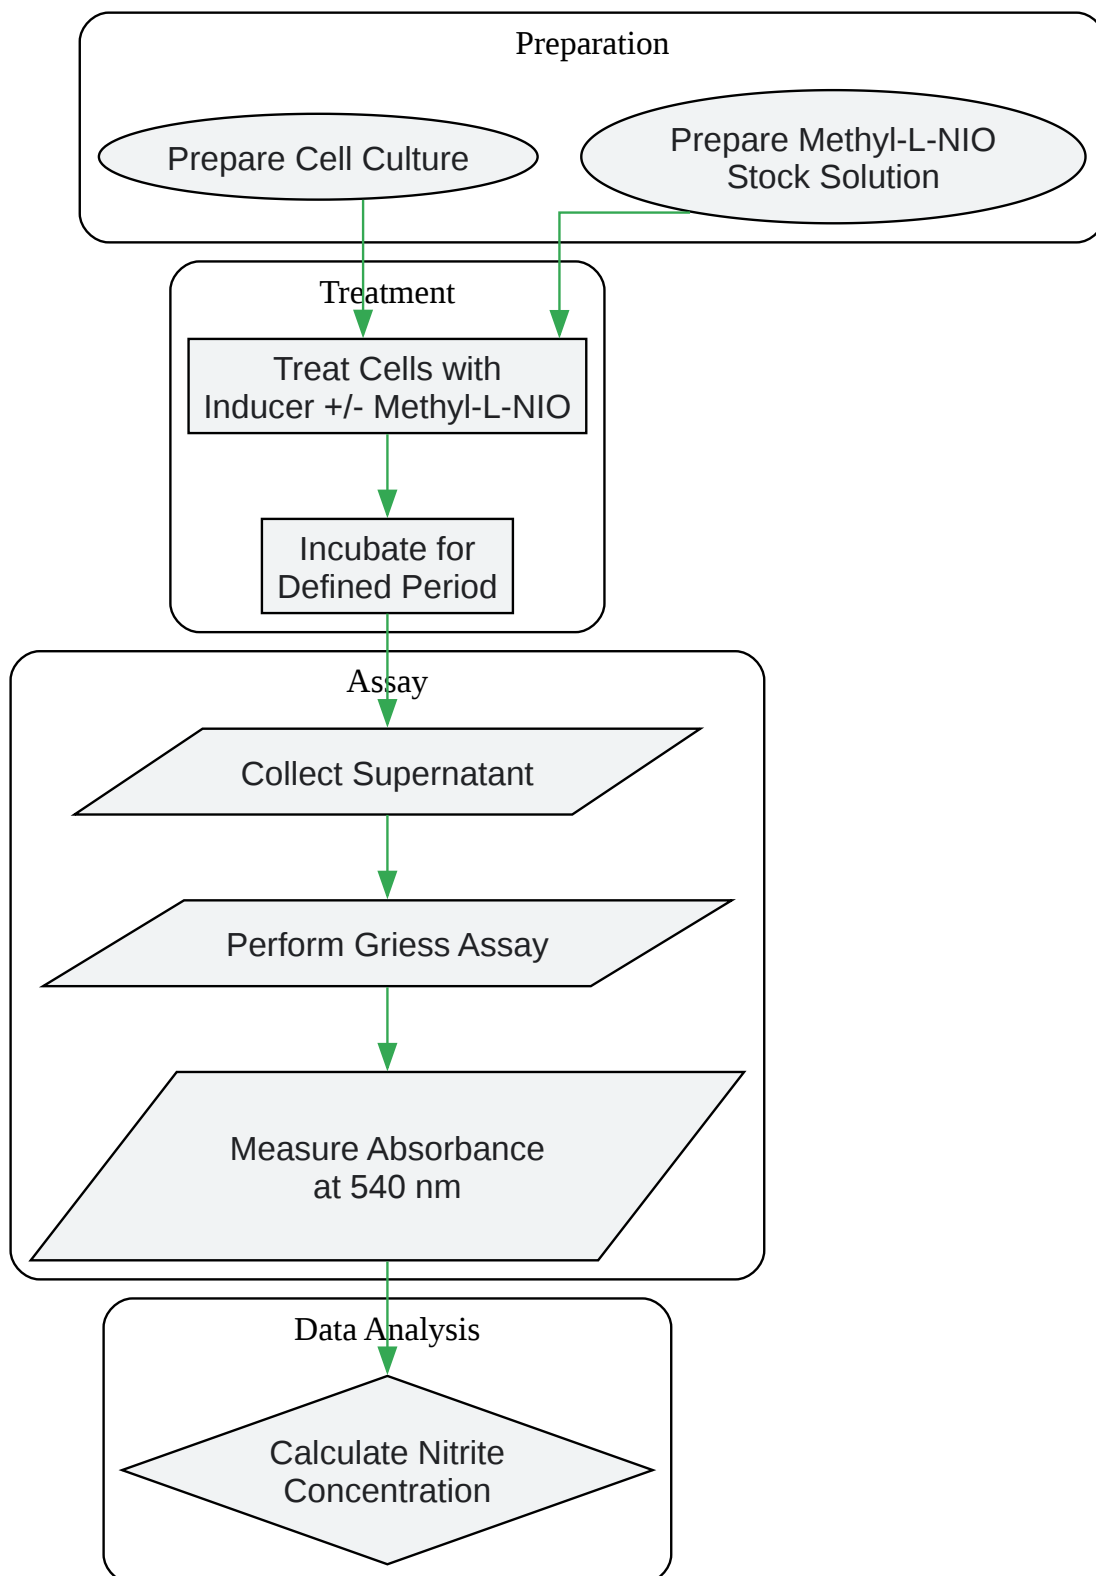 Preparation
Prepare Cell Culture
Prepare Methyl-L-NIO
Stock Solution
Treatment
Treat Cells with
Inducer +/- Methyl-L-NIO
Incubate for
Defined Period
Assay
Collect Supernatant
Perform Griess Assay
Measure Absorbance
at 540 nm
Data Analysis
Calculate Nitrite
Concentration